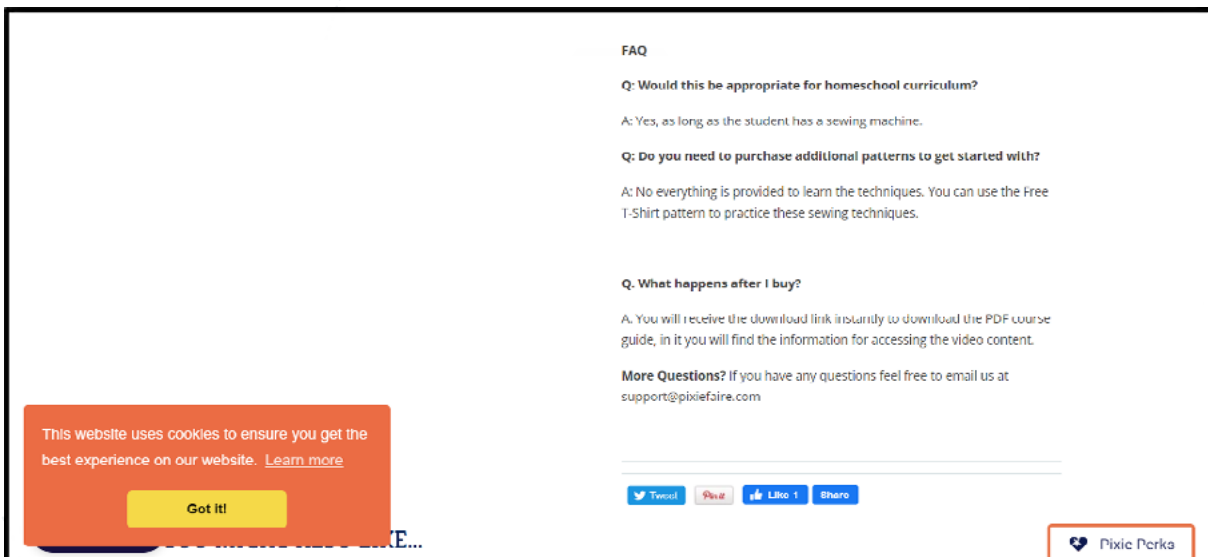 FAQ
Q: Would this be appropriate for homeschool curriculum?
A: Yes, as long as the student has a sewing machine.
Q: Do you need to purchase additional patterns to get started with?
A: No everything is provided to learn the techniques. You can use the Free
T-Shirt pattern to practice these sewing techniques.
Q. What happens after I buy?
A. You will receive the download link instantly to download the PDF course
guide, in it you will find the information for accessing the video content.
More Questions? If you have any questions feel free to email us at
support@pixiefaire.com
This website uses cookies to ensure you get the
best experience on our website. Learn more
Got it!
Tweet Pin it Like 1 Share
LIKE...
Pixie Perks